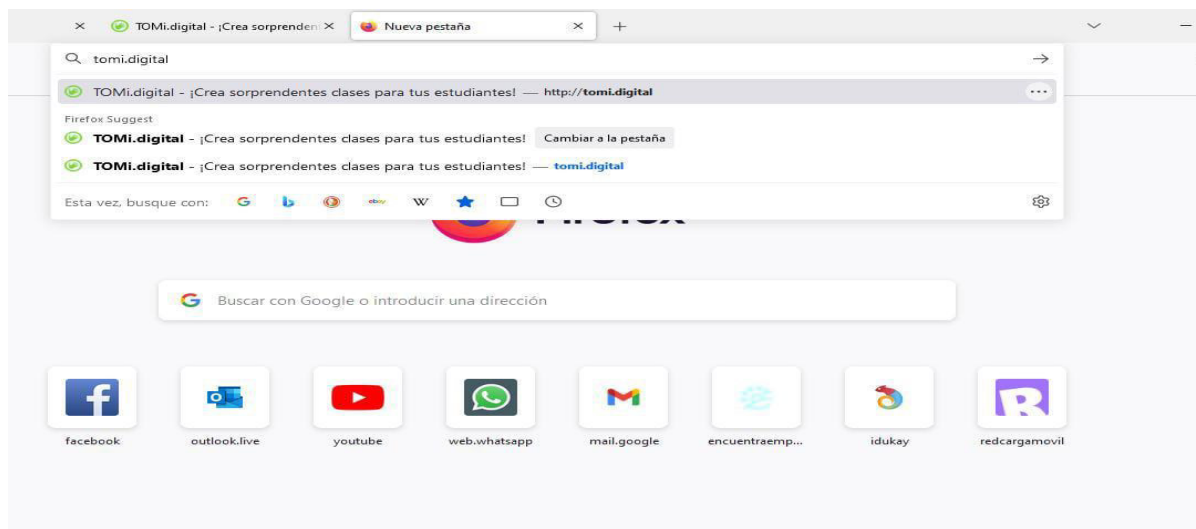 TOMi.digital - ¡Crea sorprenden
Nueva pestaña
tomi.digital
TOMi.digital - ¡Crea sorprendentes clases para tus estudiantes! — http://tomi.digital
Firefox Suggest
TOMi.digital - ¡Crea sorprendentes clases para tus estudiantes! Cambiar a la pestaña
TOMi.digital - ¡Crea sorprendentes clases para tus estudiantes! — tomi.digital
Esta vez, busque con: ebay W
Firefox
Buscar con Google o introducir una dirección
facebook outlook.live youtube web.whatsapp mail.google encuentraemp... idukay redcargamovil